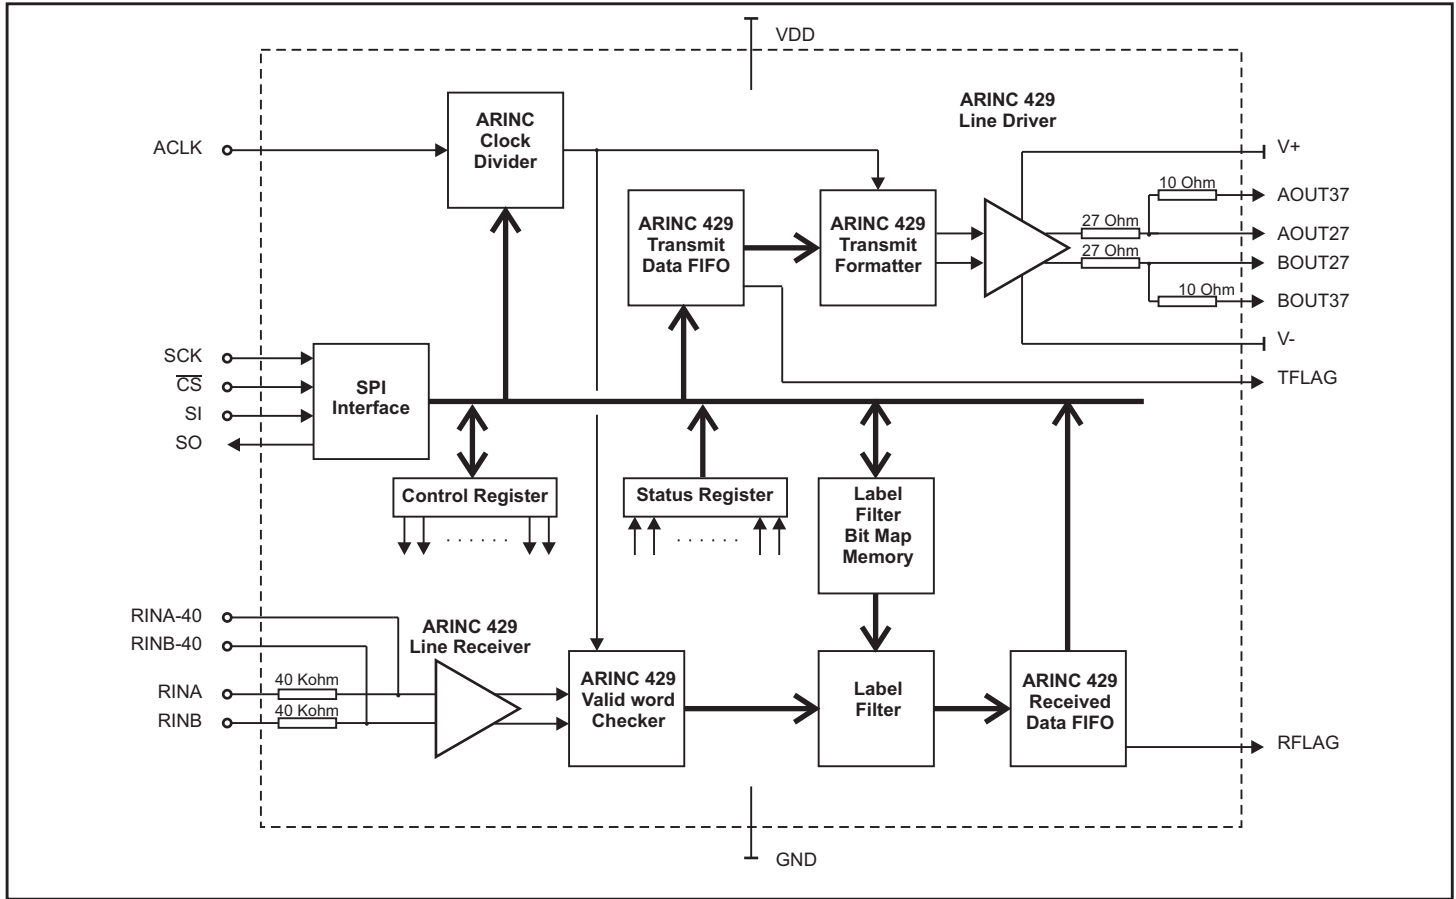 VDD
ARINC
Clock
Divider
ARINC 429
Line Driver
ACLK
V+
10 Ohm
AOUT37
ARINC 429
Transmit
Data FIFO
ARINC 429
Transmit
Formatter
27 Ohm
AOUT27
27 Ohm
BOUT27
10 Ohm
BOUT37
V-
TFLAG
SCK
CS
SI
SO
SPI
Interface
Control Register
. . . . . .
Status Register
. . . . . .
Label
Filter
Bit Map
Memory
RINA-40
RINB-40
RINA
RINB
40 Kohm
40 Kohm
ARINC 429
Line Receiver
ARINC 429
Valid word
Checker
Label
Filter
ARINC 429
Received
Data FIFO
RFLAG
GND